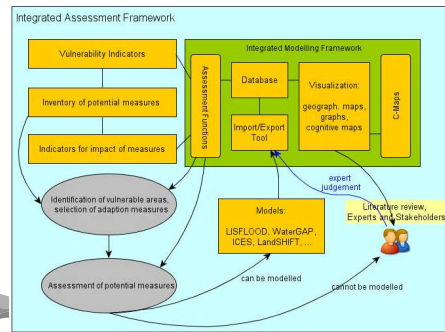 Integrated Assessment Framework
Vulnerability Indicators
Inventory of potential measures
Indicators for impact of measures
Integrated Modelling Framework
Assessment Functions
Database
Import/Export
Tool
Visualization:
geograph. maps,
graphs,
cognitive maps
C-Maps
expert
judgement
Identification of vulnerable areas,
selection of adaption measures
Models:
LISFLOOD, WaterGAP,
ICES, LandSHIFT, ...
Literature review,
Experts and Stakeholders
can be modelled
cannot be modelled
Assessment of potential measures